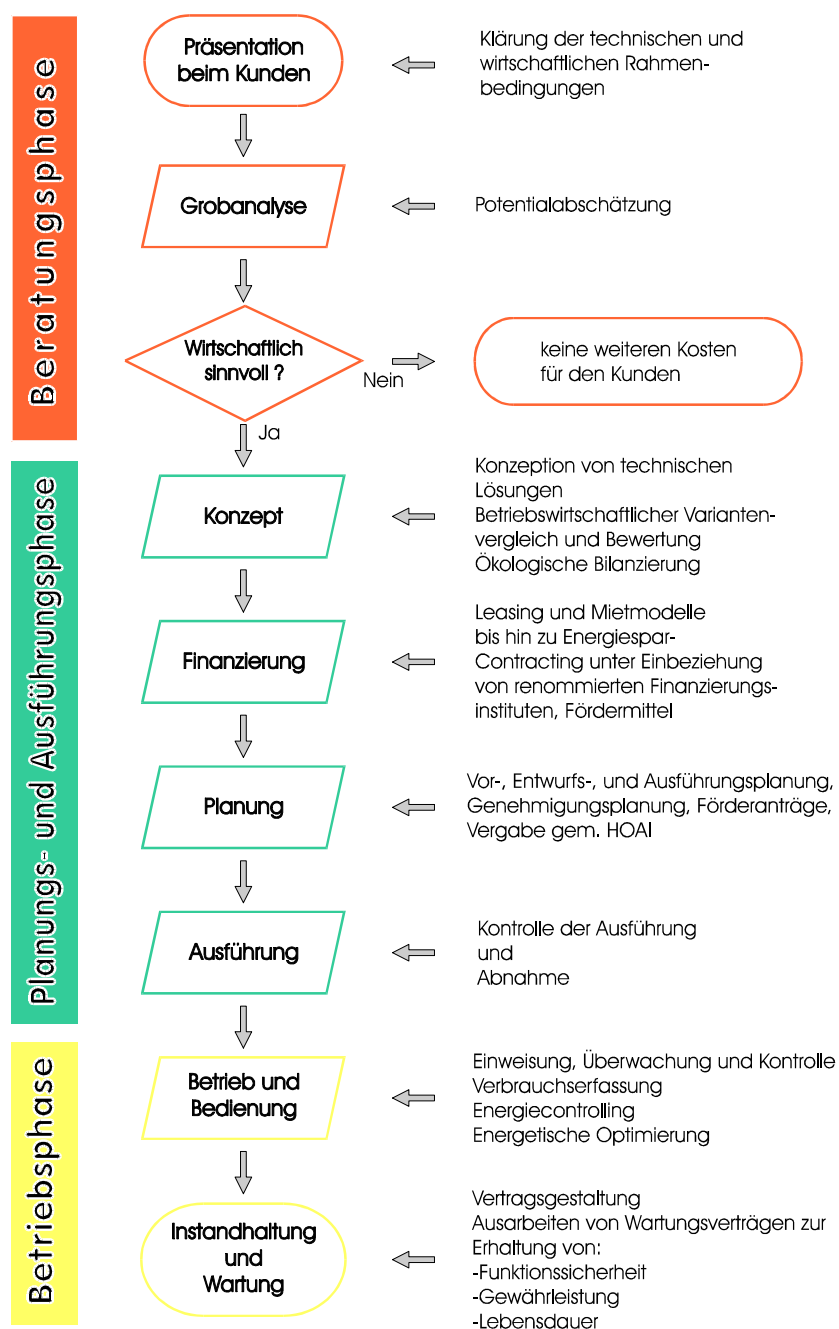 Beratungsphase
Präsentation
beim Kunden
Klärung der technischen und
wirtschaftlichen Rahmen-
bedingungen
Grobanalyse
Potentialabschätzung
Wirtschaftlich
sinnvoll ?
Nein
keine weiteren Kosten
für den Kunden
Ja
Planungs- und Ausführungsphase
Konzept
Konzeption von technischen
Lösungen
Betriebswirtschaftlicher Varianten-
vergleich und Bewertung
Ökologische Bilanzierung
Finanzierung
Leasing und Mietmodelle
bis hin zu Energiespar-
Contracting unter Einbeziehung
von renommierten Finanzierungs-
instituten, Fördermittel
Planung
Vor-, Entwurfs-, und Ausführungsplanung,
Genehmigungsplanung, Förderanträge,
Vergabe gem. HOAI
Ausführung
Kontrolle der Ausführung
und
Abnahme
Betriebsphase
Betrieb und
Bedienung
Einweisung, Überwachung und Kontrolle
Verbrauchserfassung
Energiecontrolling
Energetische Optimierung
Instandhaltung
und
Wartung
Vertragsgestaltung
Ausarbeiten von Wartungsverträgen zur
Erhaltung von:
-Funktionssicherheit
-Gewährleistung
-Lebensdauer